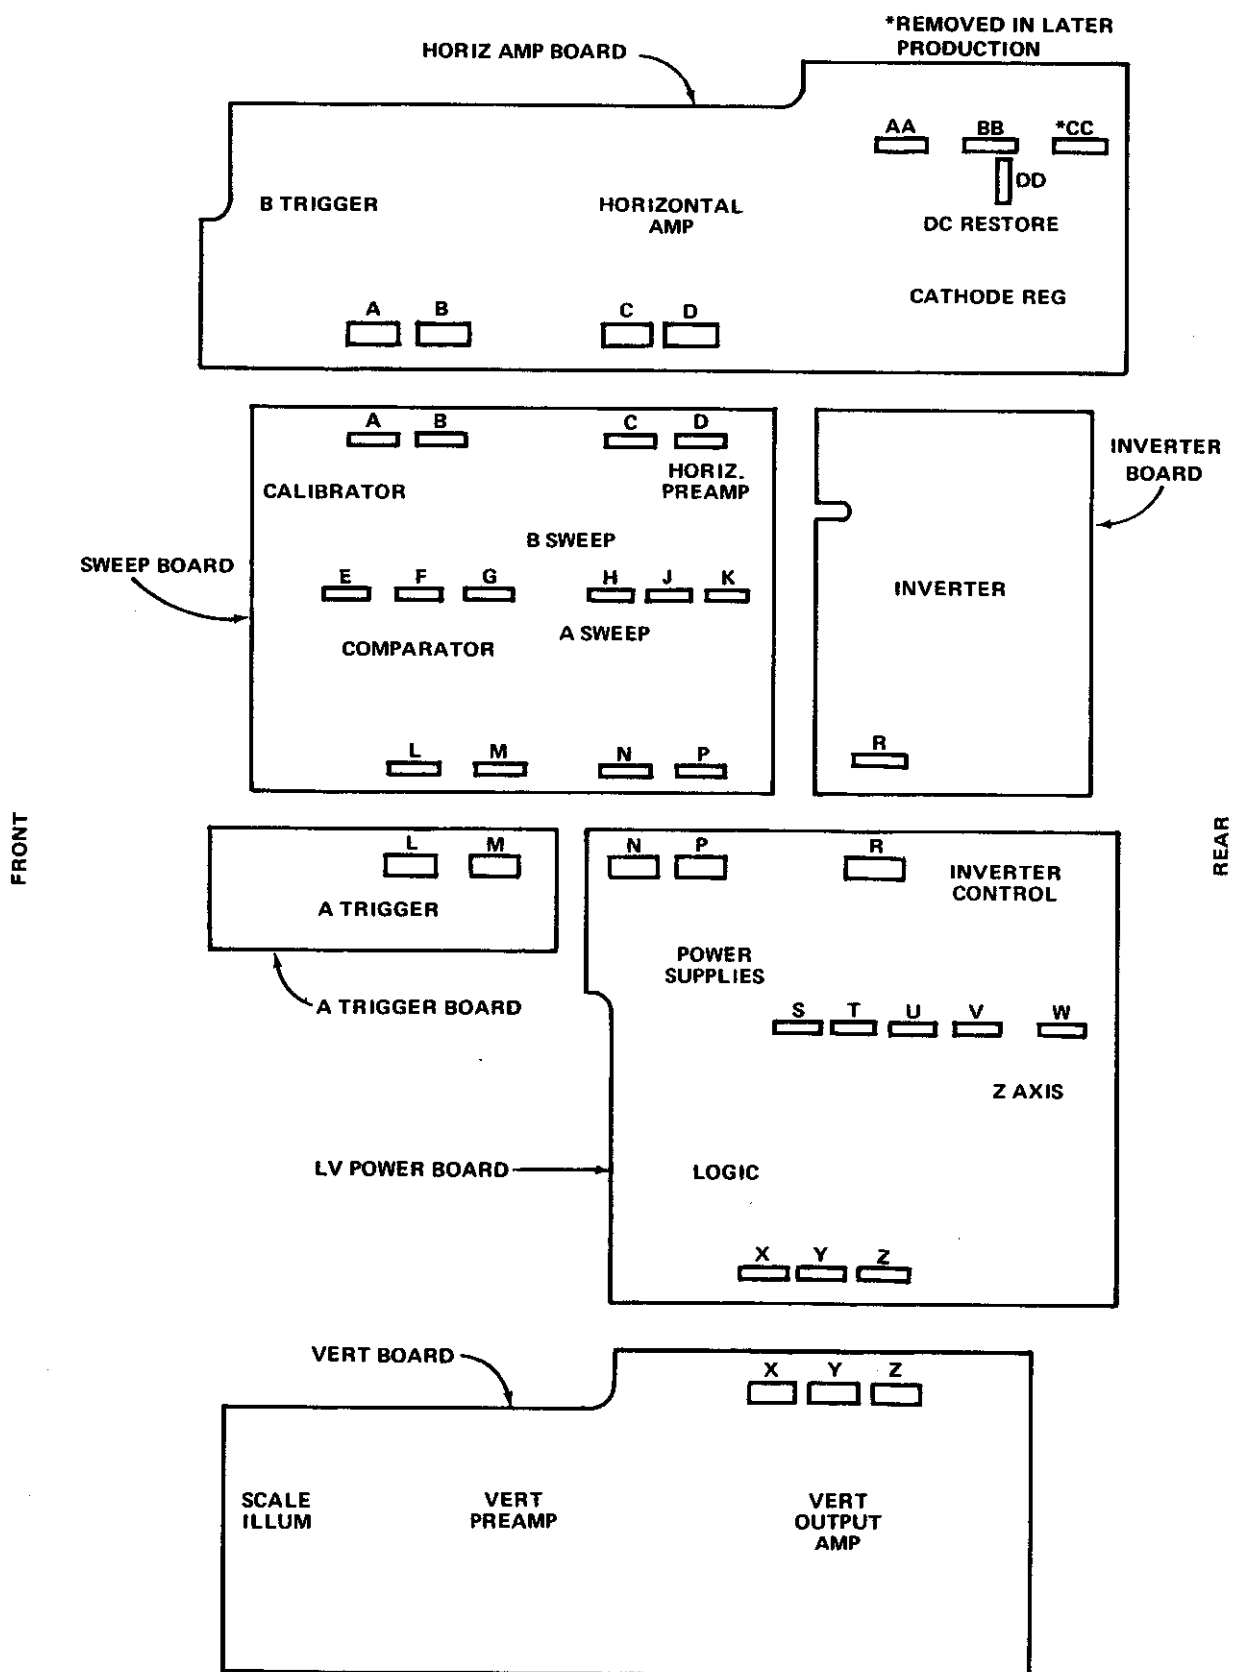 *REMOVED IN LATER
PRODUCTION
HORIZ AMP BOARD
AA BB *CC
DD
B TRIGGER
HORIZONTAL
AMP
DC RESTORE
CATHODE REG
A B C D
A B C D
CALIBRATOR
HORIZ.
PREAMP
INVERTER
BOARD
B SWEEP
SWEEP BOARD
E F G H J K
INVERTER
A SWEEP
COMPARATOR
L M N P
R
FRONT
REAR
L M
N P R
INVERTER
CONTROL
A TRIGGER
POWER
SUPPLIES
A TRIGGER BOARD
S T U V W
Z AXIS
LV POWER BOARD
LOGIC
X Y Z
VERT BOARD
X Y Z
SCALE
ILLUM
VERT
PREAMP
VERT
OUTPUT
AMP